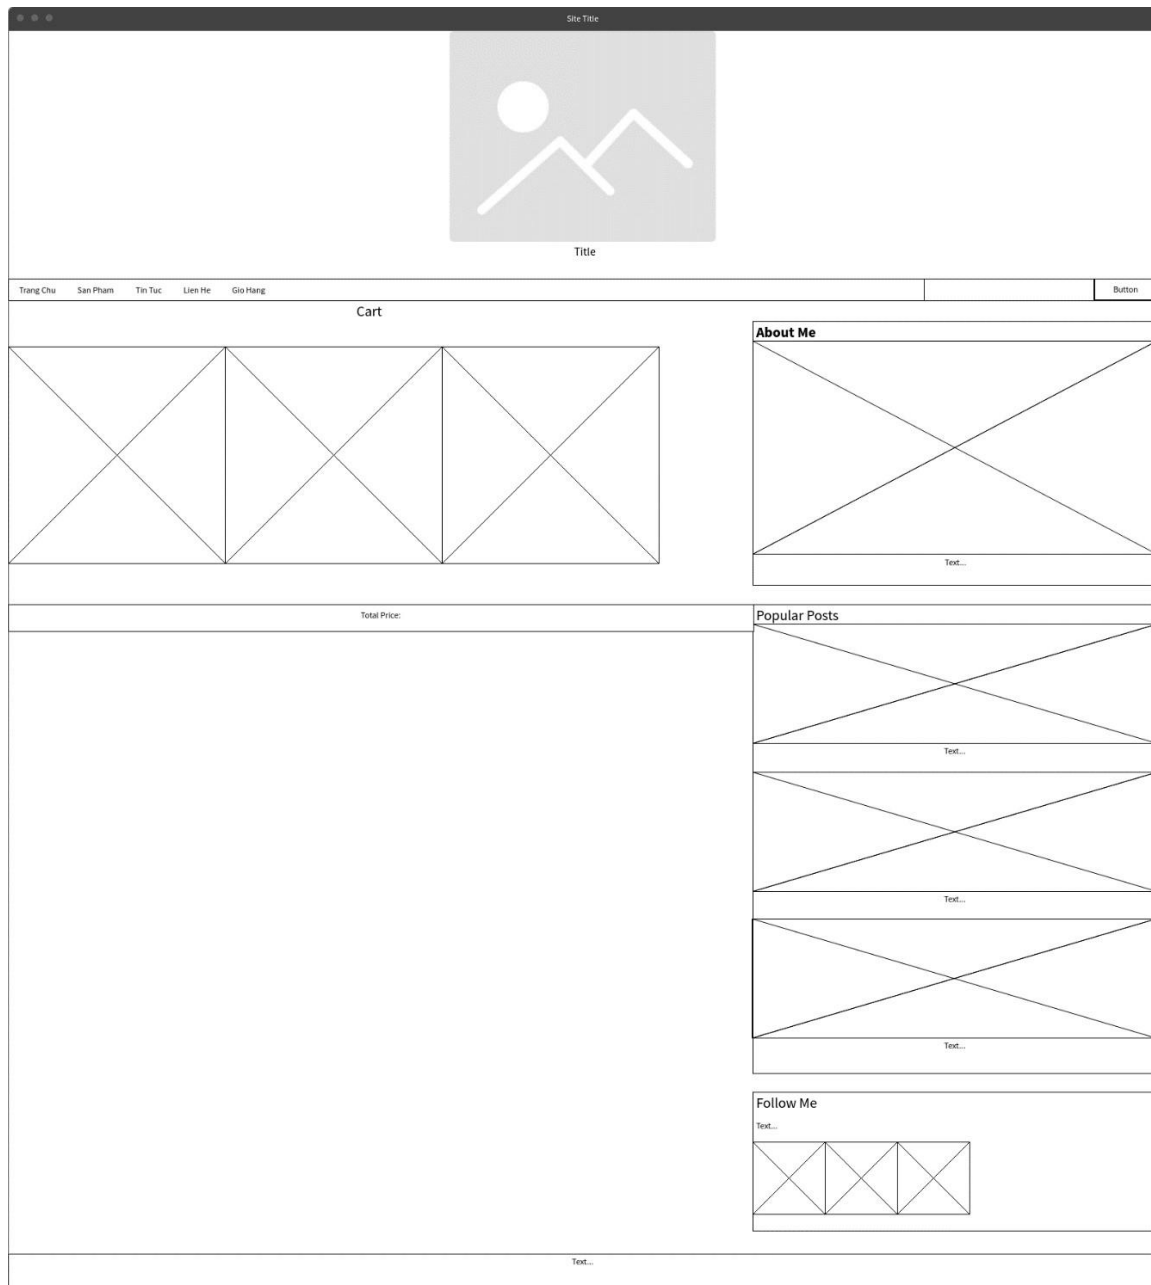 Site Title
Title
Trang Chu San Pham Tin Tuc Lien He Gio Hang Button
Cart
About Me
Text...
Total Price:
Popular Posts
Text...
Text...
Text...
Follow Me
Text...
Text...